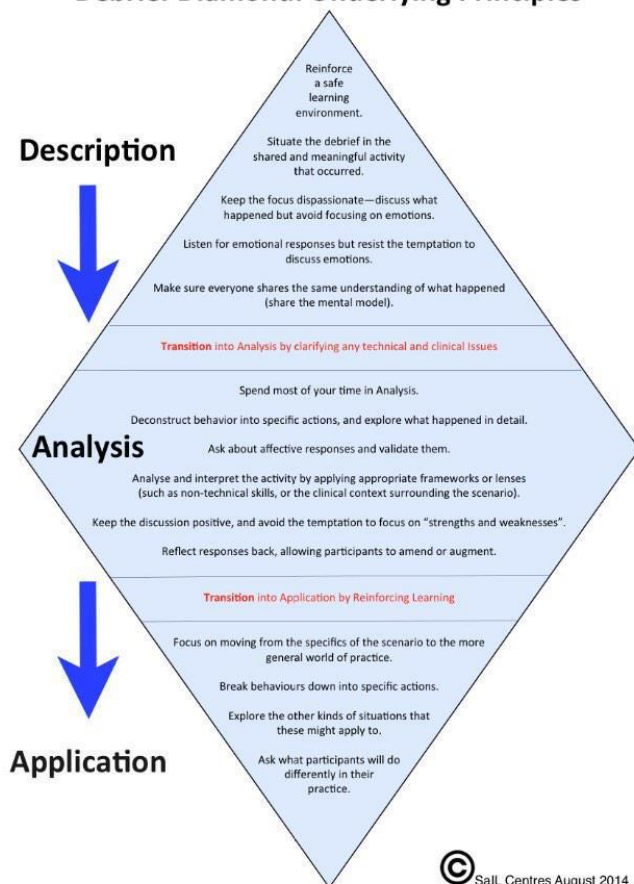 Debrief Diamond: Underlying Principles
Reinforce
a safe
learning
environment.
Description
Situate the debrief in the
shared and meaningful activity
that occurred.
Keep the focus dispassionate—discuss what
happened but avoid focusing on emotions.
Listen for emotional responses but resist the temptation to
discuss emotions.
Make sure everyone shares the same understanding of what happened
(share the mental model).
Transition into Analysis by clarifying any technical and clinical Issues
Spend most of your time in Analysis.
Deconstruct behavior into specific actions, and explore what happened in detail.
Analysis
Ask about affective responses and validate them.
Analyse and interpret the activity by applying appropriate frameworks or lenses
(such as non-technical skills, or the clinical context surrounding the scenario).
Keep the discussion positive, and avoid the temptation to focus on “strengths and weaknesses”.
Reflect responses back, allowing participants to amend or augment.
Transition into Application by Reinforcing Learning
Focus on moving from the specifics of the scenario to the more
general world of practice.
Break behaviours down into specific actions.
Explore the other kinds of situations that
these might apply to.
Application
Ask what participants will do
differently in their
practice.
© SaIL Centres August 2014